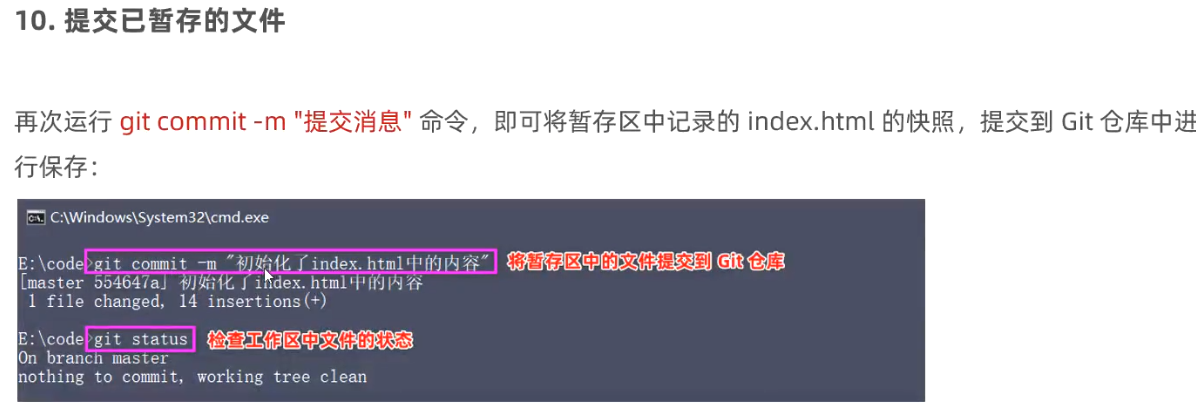 10. 提交已暂存的文件
再次运行 git commit -m "提交消息" 命令，即可将暂存区中记录的 index.html 的快照，提交到 Git 仓库中进
行保存：
C:\Windows\System32\cmd.exe
E:\code>git commit -m "初始化了index.html中的内容" 将暂存区中的文件提交到 Git 仓库
[master 554647a] 初始化了index.html中的内容
1 file changed, 14 insertions(+)
E:\code>git status 检查工作区中文件的状态
On branch master
nothing to commit, working tree clean